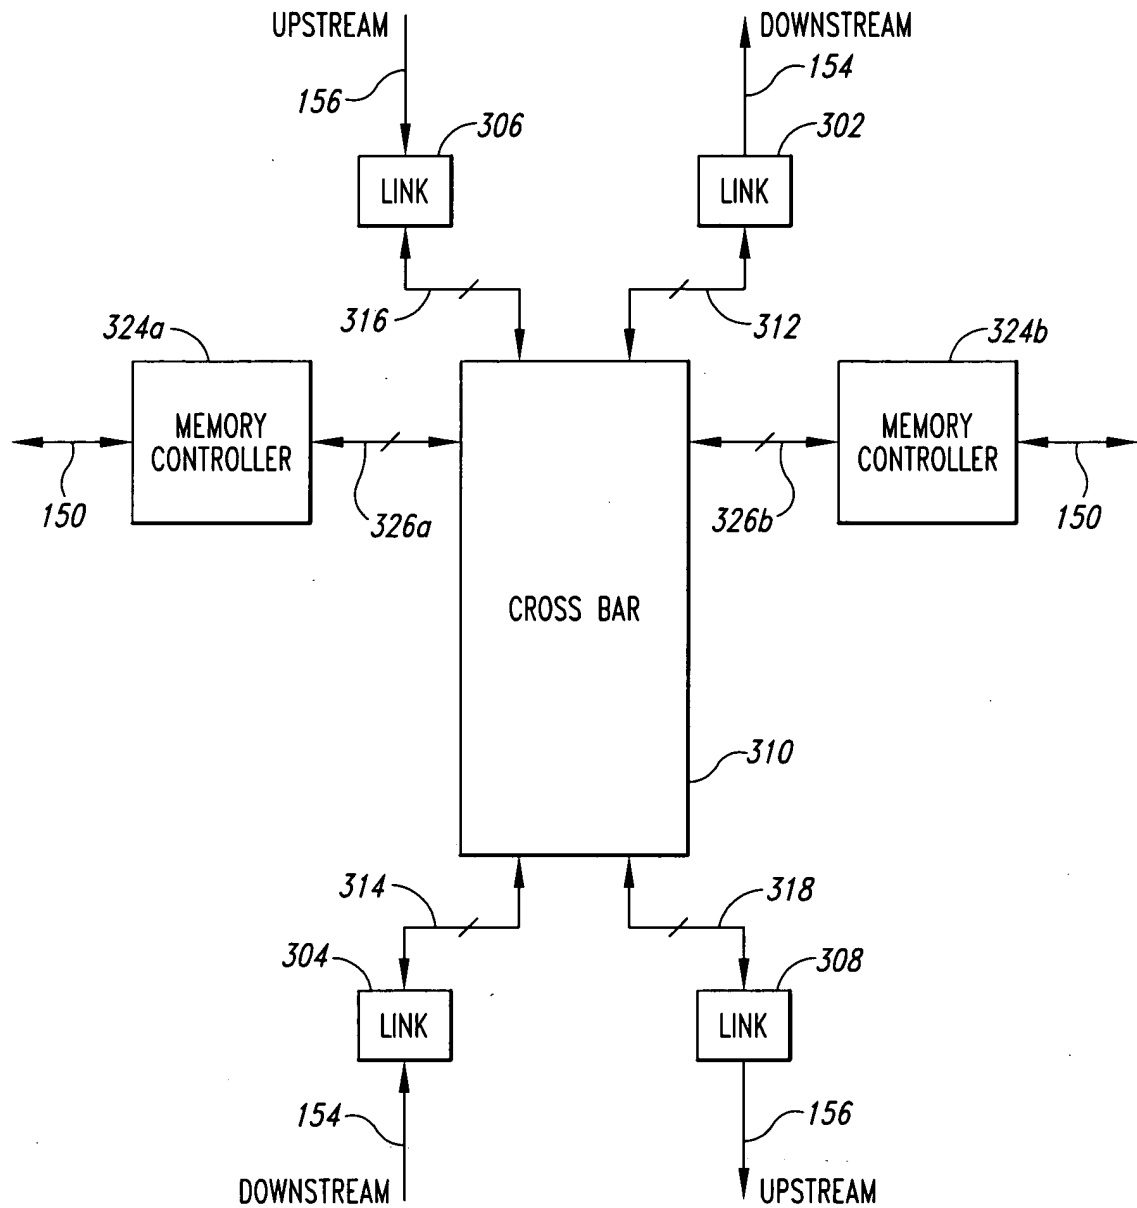 UPSTREAM
DOWNSTREAM
156
154
306
302
LINK
LINK
316
312
324a
324b
MEMORY
CONTROLLER
MEMORY
CONTROLLER
150
326a
326b
150
CROSS BAR
310
314
318
304
308
LINK
LINK
154
156
DOWNSTREAM
UPSTREAM